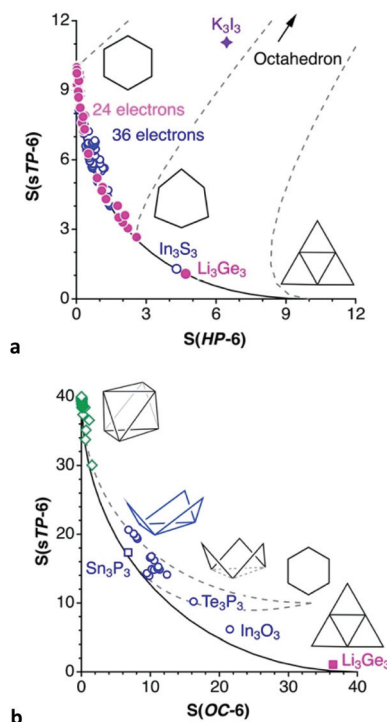 12
9
6
3
0
S(sTP-6)
K3I3
Octahedron
24 electrons
36 electrons
In3S3
Li3Ge3
0 3 6 9 12
S(HP-6)
a
40
30
20
10
0
S(sTP-6)
Sn3P3
Te3P3
In3O3
Li3Ge3
0 10 20 30 40
S(OC-6)
b